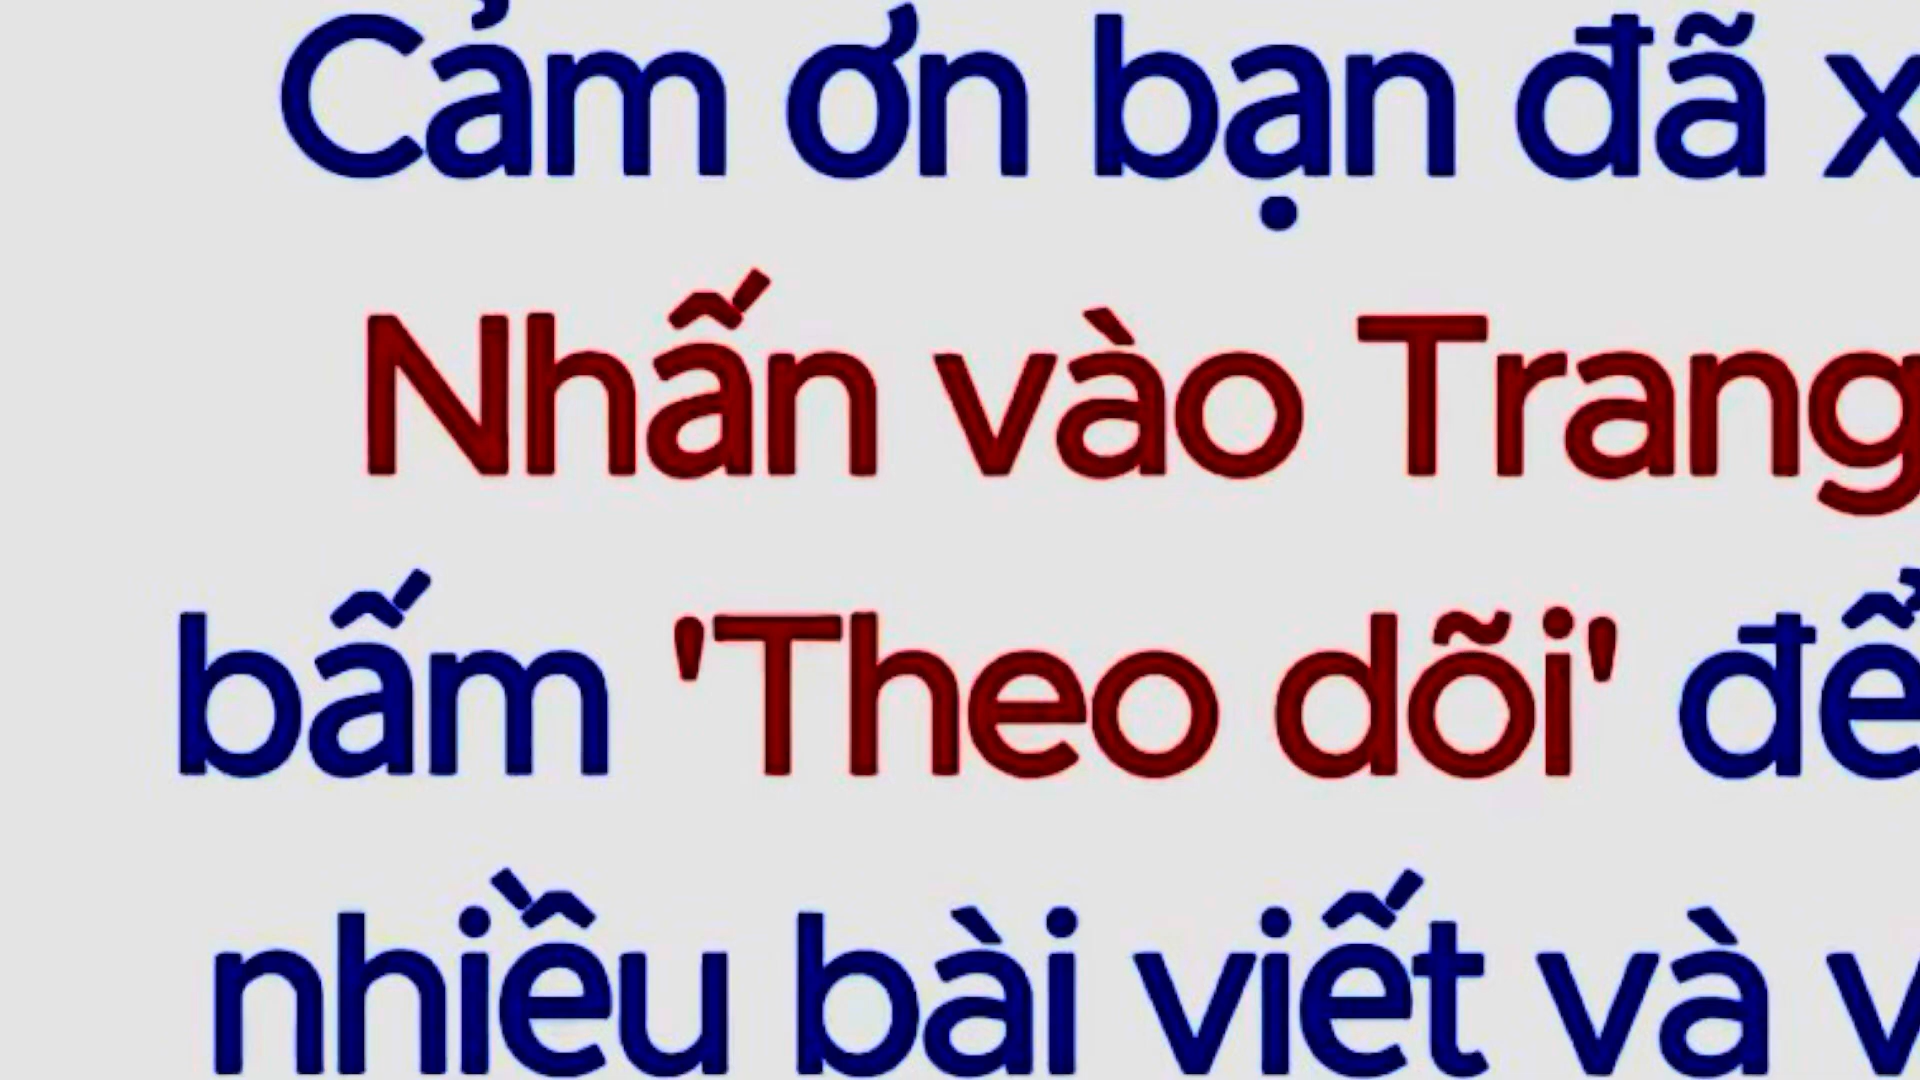 Cảm ơn bạn đã x
Nhấn vào Trang
bấm 'Theo dõi' để
nhiều bài viết và v